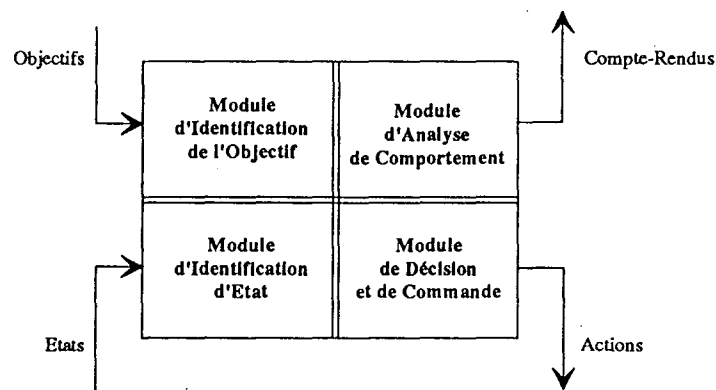 Objectifs
Compte-Rendus
Module
d'Identification
de l'Objectif
Module
d'Analyse
de Comportement
Module
d'Identification
d'Etat
Module
de Décision
et de Commande
Etats
Actions